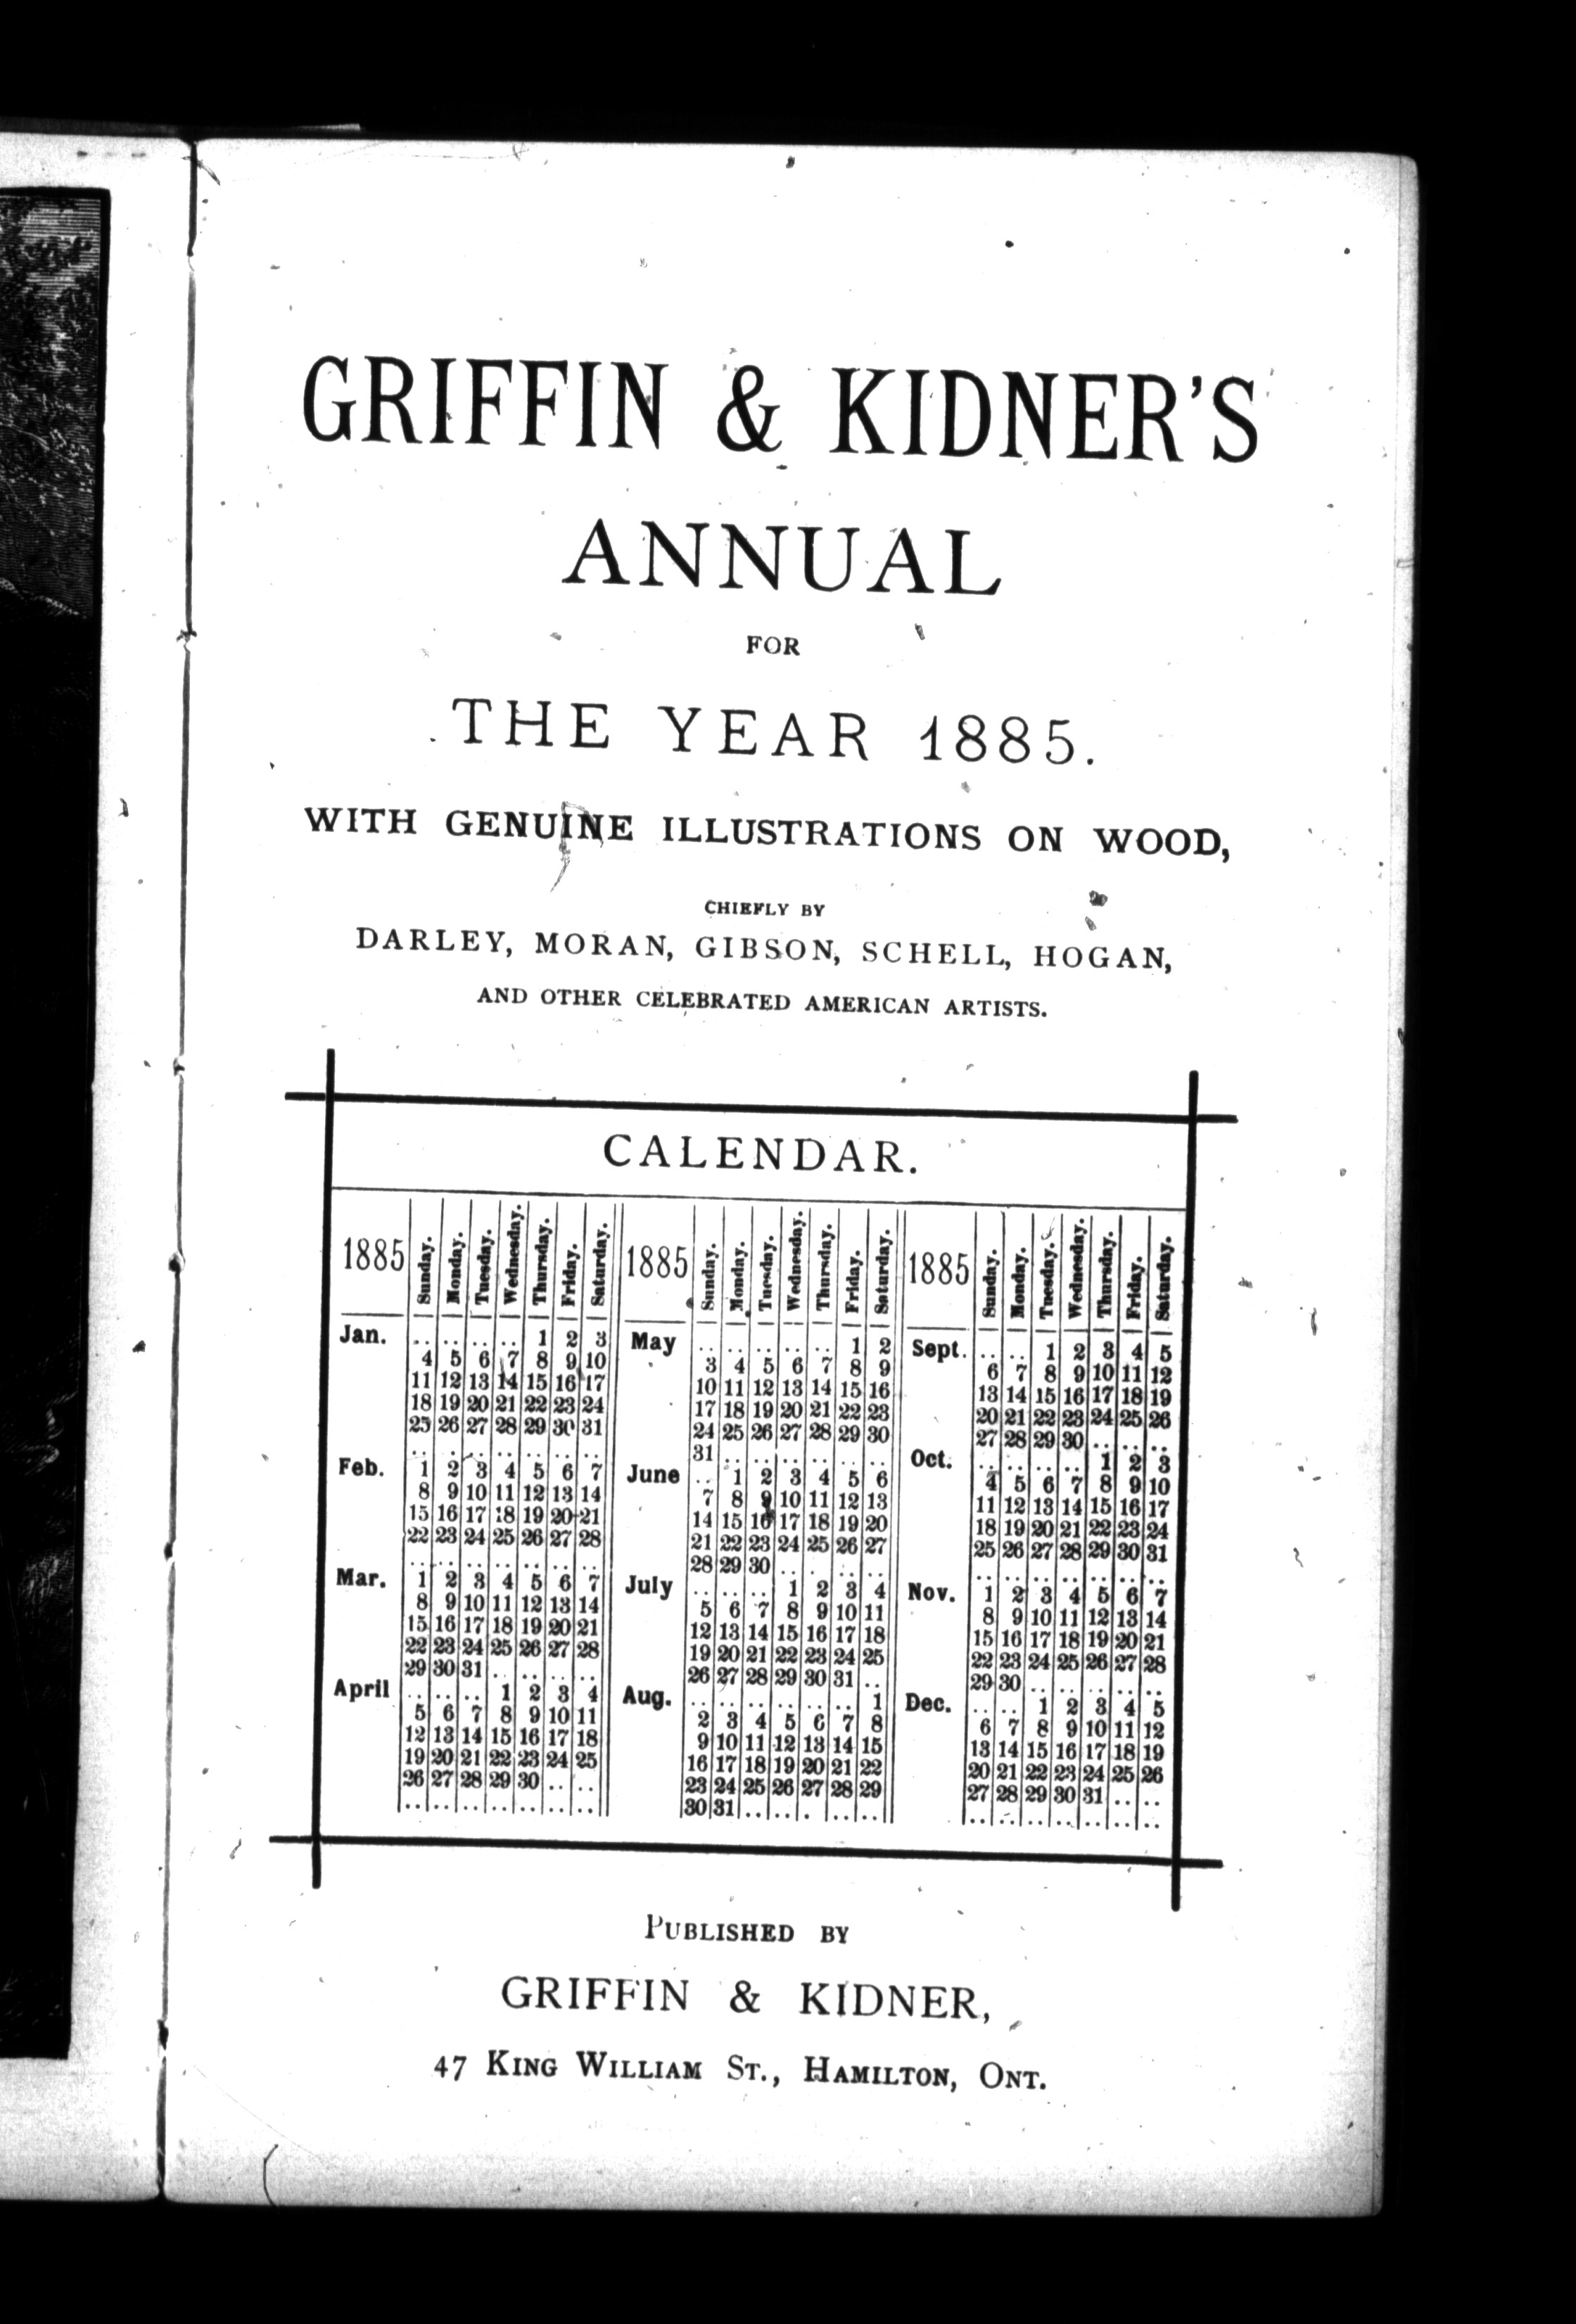 GRIFFIN & KIDNER'S
ANNUAL
FOR
THE YEAR 1885.
WITH GENUINE ILLUSTRATIONS ON WOOD,
CHIEFLY BY
DARLEY, MORAN, GIBSON, SCHELL, HOGAN,
AND OTHER CELEBRATED AMERICAN ARTISTS.
CALENDAR.
1885 Sunday. Monday. Tuesday. Wednesday. Thursday. Friday. Saturday.
Jan. .. .. .. .. 1 2 3
4 5 6 7 8 9 10
11 12 13 14 15 16 17
18 19 20 21 22 23 24
25 26 27 28 29 30 31
.. .. .. .. .. .. ..
Feb. 1 2 3 4 5 6 7
8 9 10 11 12 13 14
15 16 17 18 19 20 21
22 23 24 25 26 27 28
.. .. .. .. .. .. ..
Mar. 1 2 3 4 5 6 7
8 9 10 11 12 13 14
15 16 17 18 19 20 21
22 23 24 25 26 27 28
29 30 31 .. .. .. ..
April .. .. .. 1 2 3 4
5 6 7 8 9 10 11
12 13 14 15 16 17 18
19 20 21 22 23 24 25
26 27 28 29 30 .. ..
.. .. .. .. .. .. ..
1885 Sunday. Monday. Tuesday. Wednesday. Thursday. Friday. Saturday.
May .. .. .. .. .. 1 2
3 4 5 6 7 8 9
10 11 12 13 14 15 16
17 18 19 20 21 22 23
24 25 26 27 28 29 30
31 .. .. .. .. .. ..
June .. 1 2 3 4 5 6
7 8 9 10 11 12 13
14 15 16 17 18 19 20
21 22 23 24 25 26 27
28 29 30 .. .. .. ..
July .. .. .. 1 2 3 4
5 6 7 8 9 10 11
12 13 14 15 16 17 18
19 20 21 22 23 24 25
26 27 28 29 30 31 ..
Aug. .. .. .. .. .. .. 1
2 3 4 5 6 7 8
9 10 11 12 13 14 15
16 17 18 19 20 21 22
23 24 25 26 27 28 29
30 31 .. .. .. .. ..
1885 Sunday. Monday. Tuesday. Wednesday. Thursday. Friday. Saturday.
Sept. .. .. 1 2 3 4 5
6 7 8 9 10 11 12
13 14 15 16 17 18 19
20 21 22 23 24 25 26
27 28 29 30 .. .. ..
Oct. .. .. .. .. 1 2 3
4 5 6 7 8 9 10
11 12 13 14 15 16 17
18 19 20 21 22 23 24
25 26 27 28 29 30 31
.. .. .. .. .. .. ..
Nov. 1 2 3 4 5 6 7
8 9 10 11 12 13 14
15 16 17 18 19 20 21
22 23 24 25 26 27 28
29 30 .. .. .. .. ..
Dec. .. .. 1 2 3 4 5
6 7 8 9 10 11 12
13 14 15 16 17 18 19
20 21 22 23 24 25 26
27 28 29 30 31 .. ..
.. .. .. .. .. .. ..
PUBLISHED BY
GRIFFIN & KIDNER,
47 KING WILLIAM ST., HAMILTON, ONT.